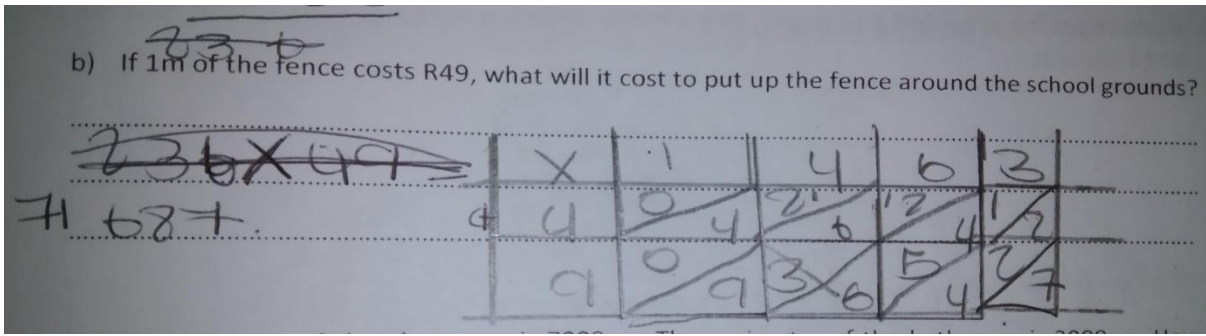 236
b) If 1m of the fence costs R49, what will it cost to put up the fence around the school grounds?
236 x 49 =
71 687.
x 1 4 6 3
4 0/4 2/6 2/4 1/2
9 0/9 3/6 5/4 2/7